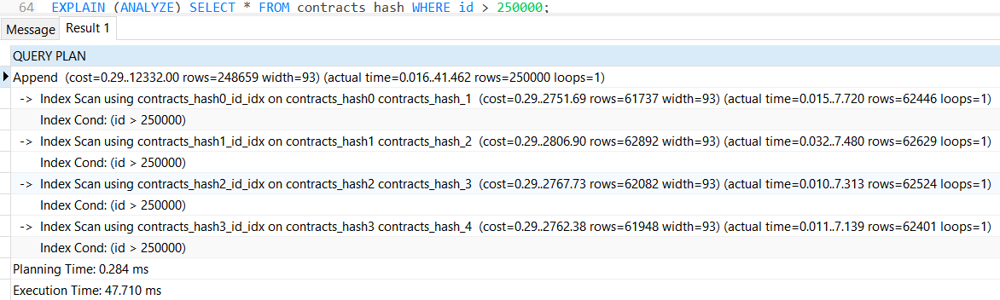 64 EXPLAIN (ANALYZE) SELECT * FROM contracts_hash WHERE id > 250000;
Message Result 1
QUERY PLAN
Append (cost=0.29..12332.00 rows=248659 width=93) (actual time=0.016..41.462 rows=250000 loops=1)
-> Index Scan using contracts_hash0_id_idx on contracts_hash0 contracts_hash_1 (cost=0.29..2751.69 rows=61737 width=93) (actual time=0.015..7.720 rows=62446 loops=1)
Index Cond: (id > 250000)
-> Index Scan using contracts_hash1_id_idx on contracts_hash1 contracts_hash_2 (cost=0.29..2806.90 rows=62892 width=93) (actual time=0.032..7.480 rows=62629 loops=1)
Index Cond: (id > 250000)
-> Index Scan using contracts_hash2_id_idx on contracts_hash2 contracts_hash_3 (cost=0.29..2767.73 rows=62082 width=93) (actual time=0.010..7.313 rows=62524 loops=1)
Index Cond: (id > 250000)
-> Index Scan using contracts_hash3_id_idx on contracts_hash3 contracts_hash_4 (cost=0.29..2762.38 rows=61948 width=93) (actual time=0.011..7.139 rows=62401 loops=1)
Index Cond: (id > 250000)
Planning Time: 0.284 ms
Execution Time: 47.710 ms